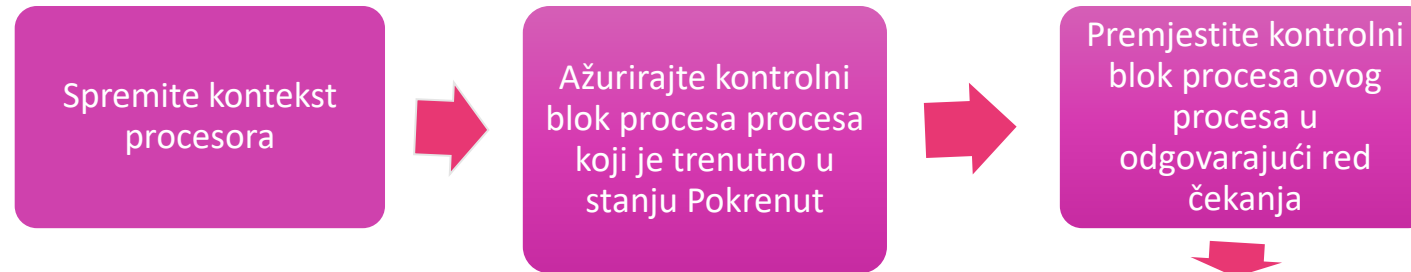 Spremite kontekst
procesora
Ažurirajte kontrolni
blok procesa procesa
koji je trenutno u
stanju Pokrenut
Premjestite kontrolni
blok procesa ovog
procesa u
odgovarajući red
čekanja